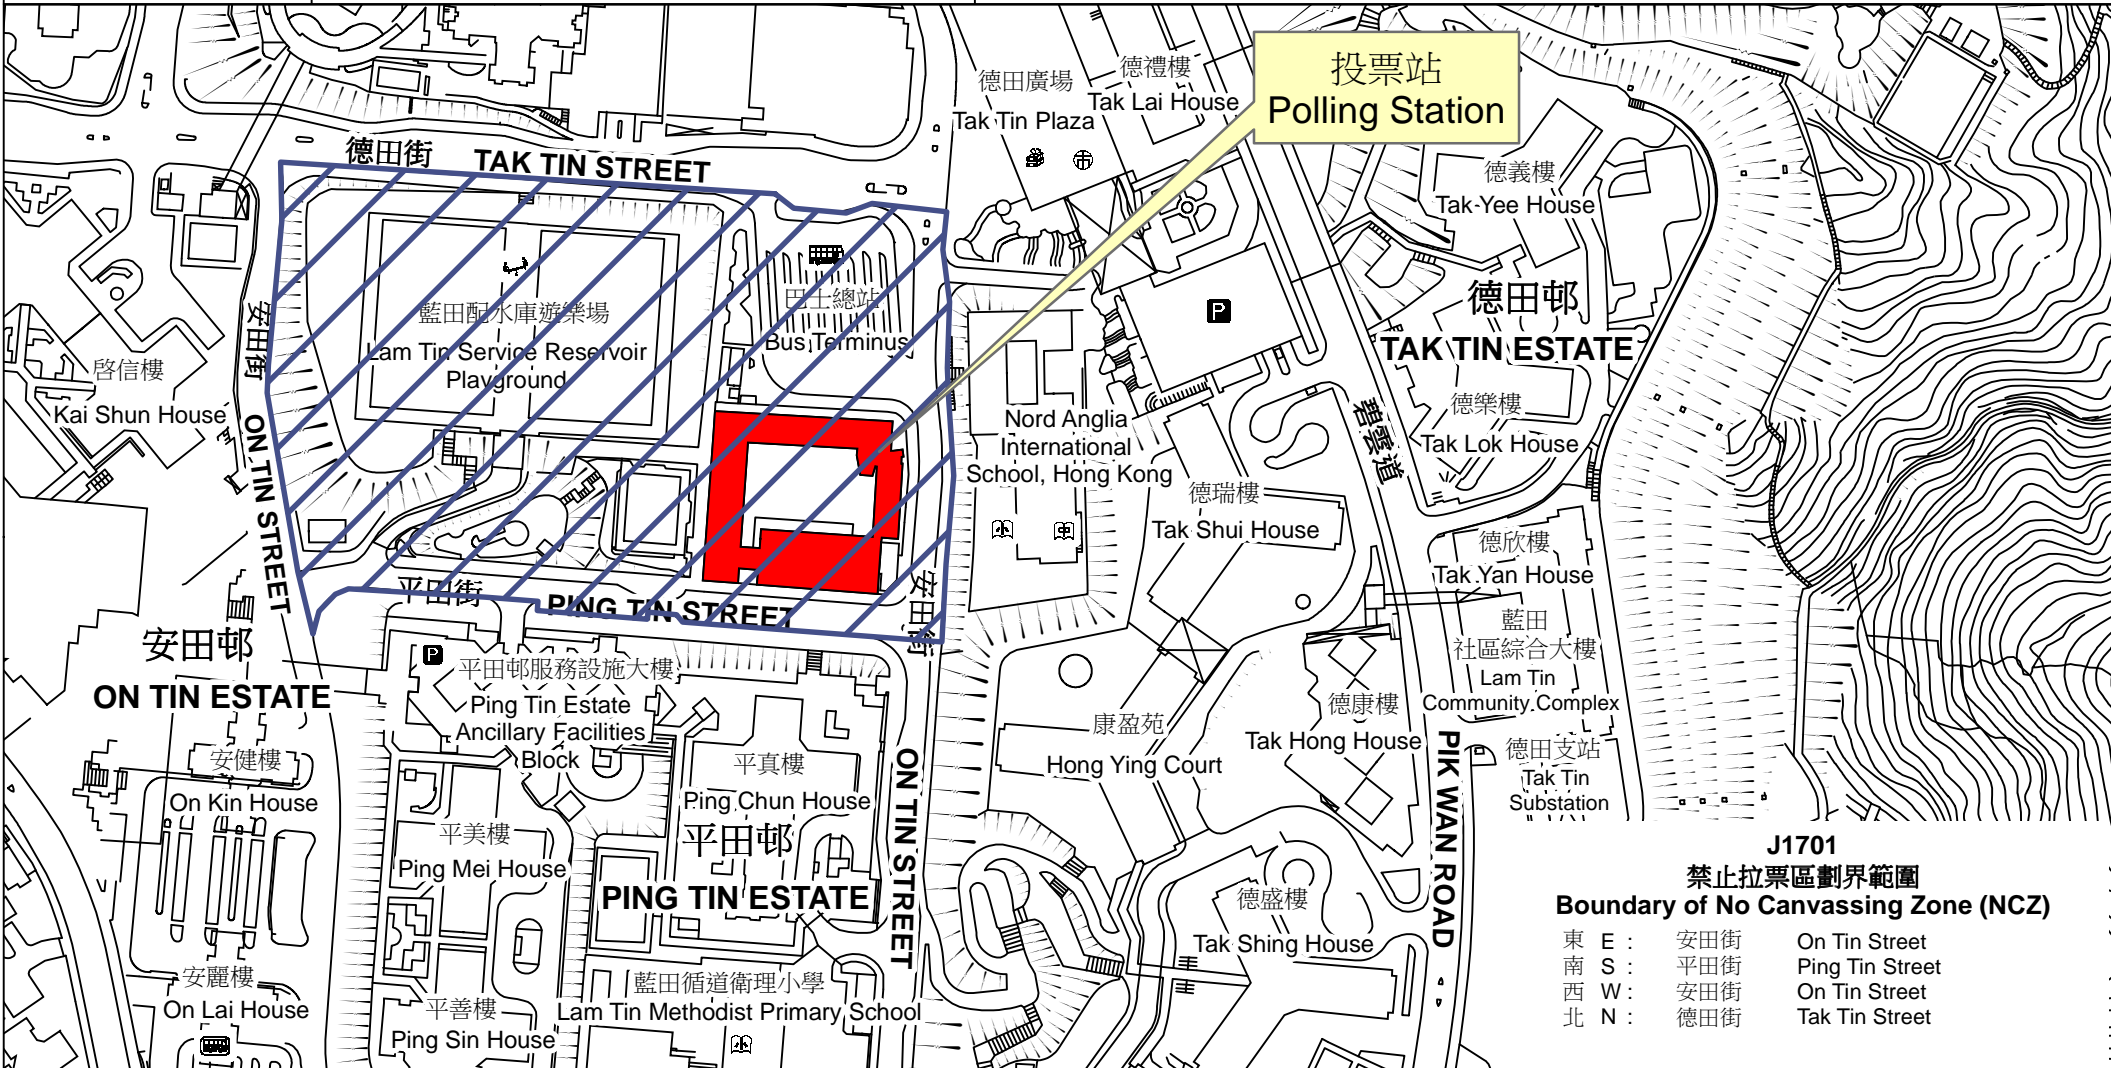 投票站
Polling Station
德禮樓
Tak Lai House
德田廣場
Tak Tin Plaza
德田街 TAK TIN STREET
德義樓
Tak Yee House
巴士總站
Bus Terminus
藍田配水庫遊樂場
Lam Tin Service Reservoir
Playground
安田街
ON TIN STREET
啓信樓
Kai Shun House
P
德田邨
TAK TIN ESTATE
德樂樓
Tak Lok House
碧雲道
Nord Anglia
International
School, Hong Kong
德瑞樓
Tak Shui House
德欣樓
Tak Yan House
藍田
社區綜合大樓
Lam Tin
Community Complex
平田街 PING TIN STREET
安田街
安田邨
ON TIN ESTATE
P
平田邨服務設施大樓
Ping Tin Estate
Ancillary Facilities
Block
康盈苑
Hong Ying Court
德康樓
Tak Hong House
德田支站
Tak Tin
Substation
PIK WAN ROAD
安健樓
On Kin House
平真樓
Ping Chun House
平田邨
PING TIN ESTATE
ON TIN STREET
平美樓
Ping Mei House
德盛樓
Tak Shing House
安麗樓
On Lai House
平善樓
Ping Sin House
藍田循道衛理小學
Lam Tin Methodist Primary School
J1701
禁止拉票區劃界範圍
Boundary of No Canvassing Zone (NCZ)
東 E : 安田街 On Tin Street
南 S : 平田街 Ping Tin Street
西 W : 安田街 On Tin Street
北 N : 德田街 Tak Tin Street